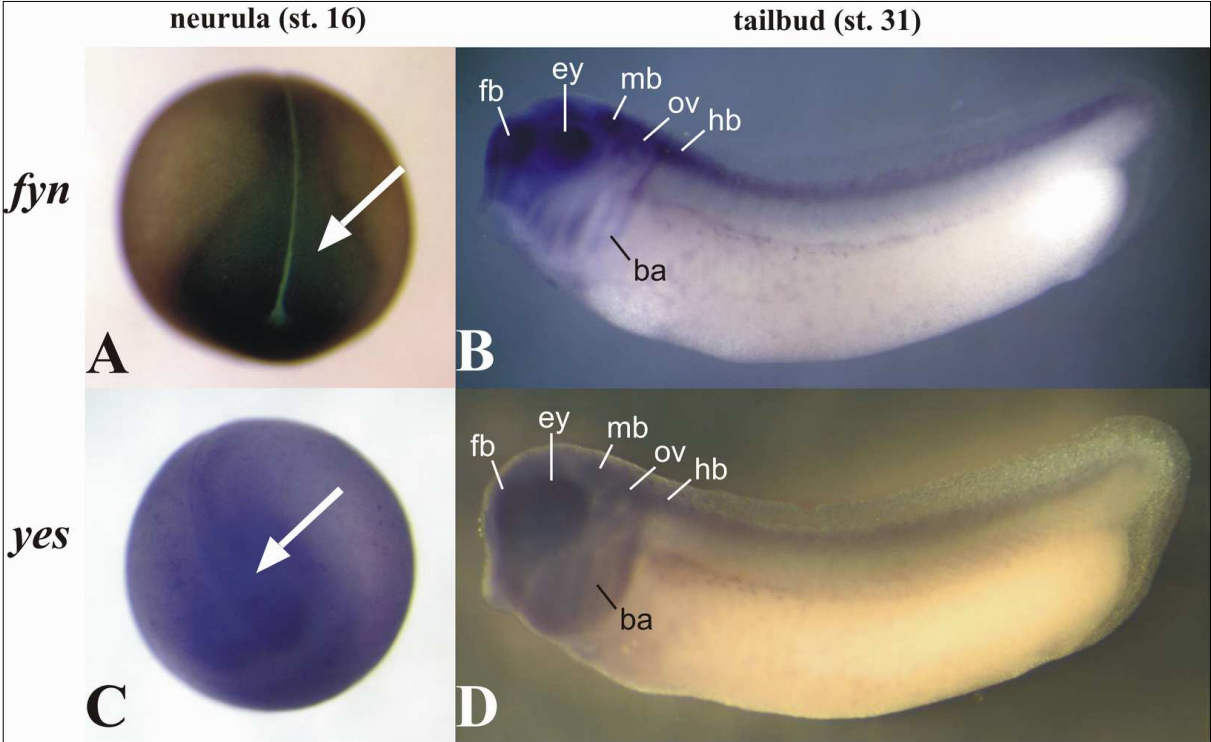 neurula (st. 16) tailbud (st. 31)
fyn
fb ey mb ov hb
ba
A B
yes
fb ey mb ov hb
ba
C D